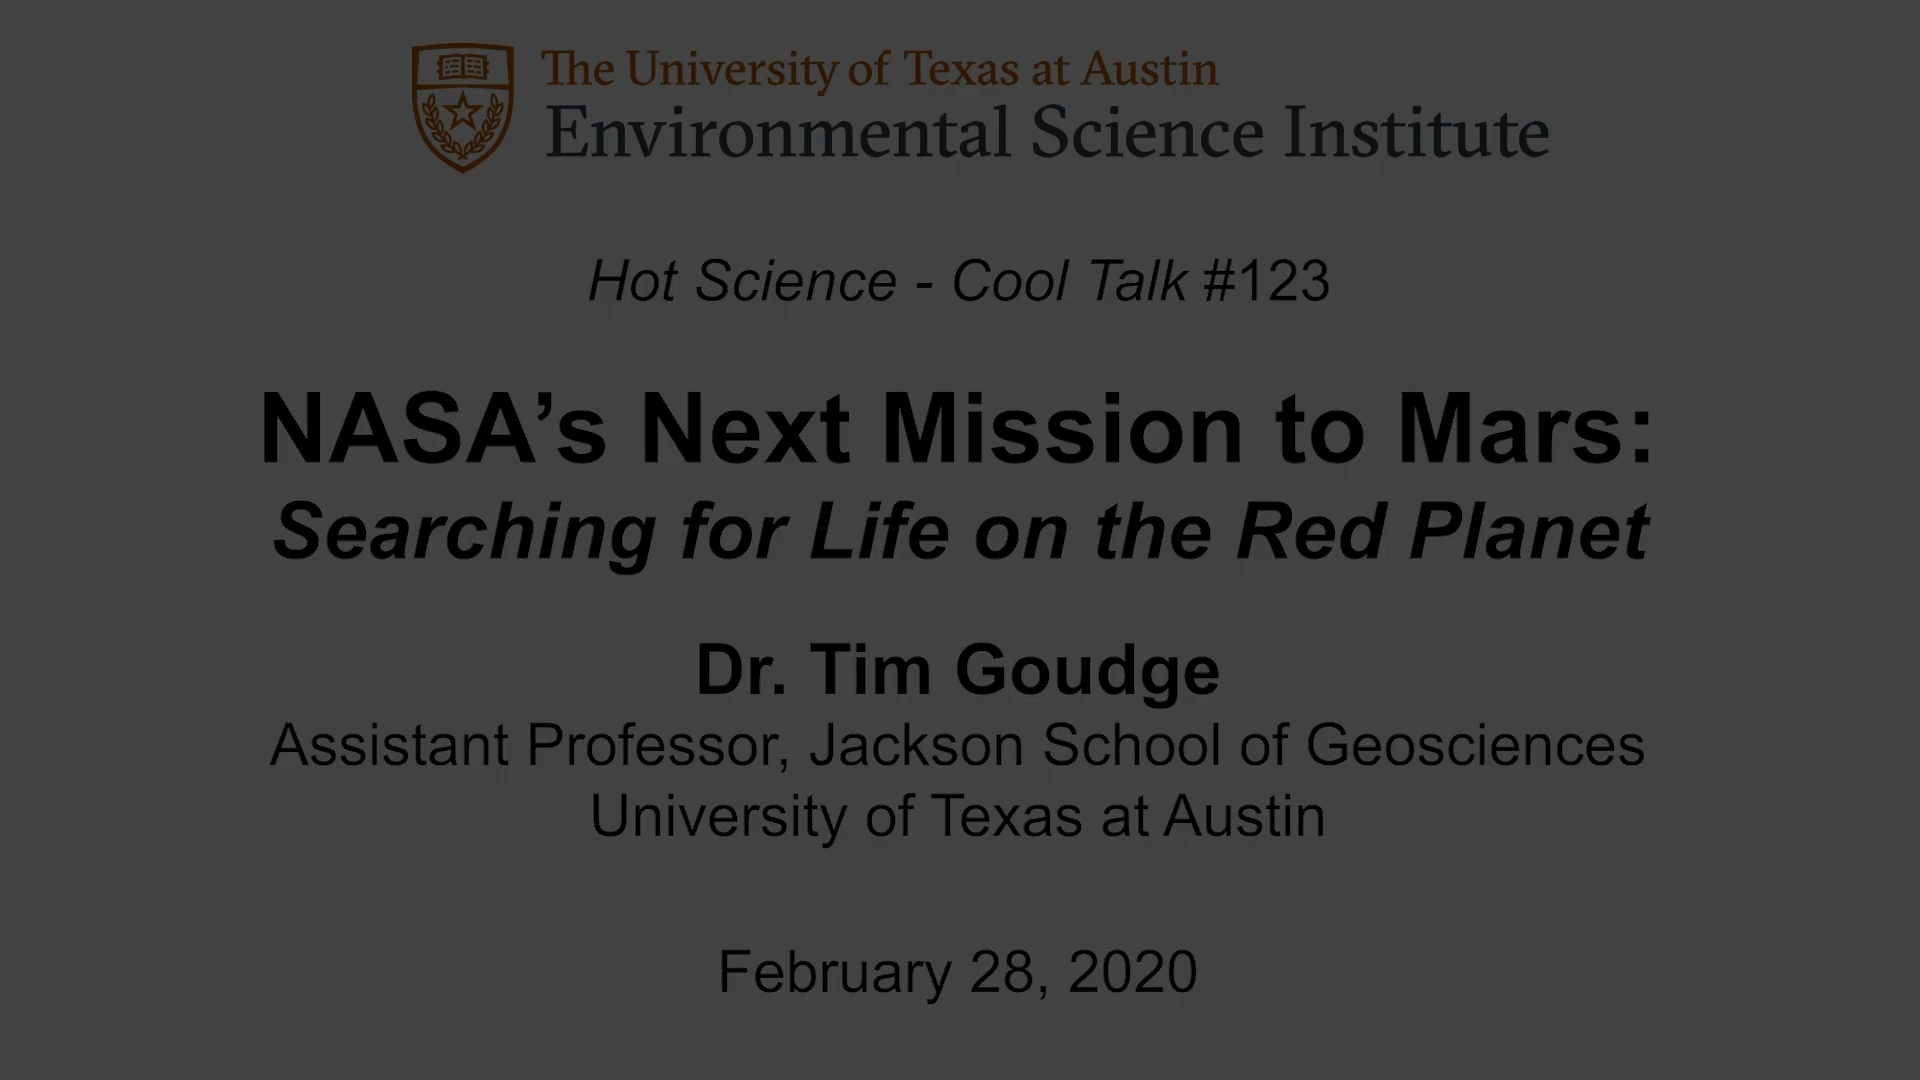 The University of Texas at Austin
Environmental Science Institute
Hot Science - Cool Talk #123
NASA’s Next Mission to Mars:
Searching for Life on the Red Planet
Dr. Tim Goudge
Assistant Professor, Jackson School of Geosciences
University of Texas at Austin
February 28, 2020